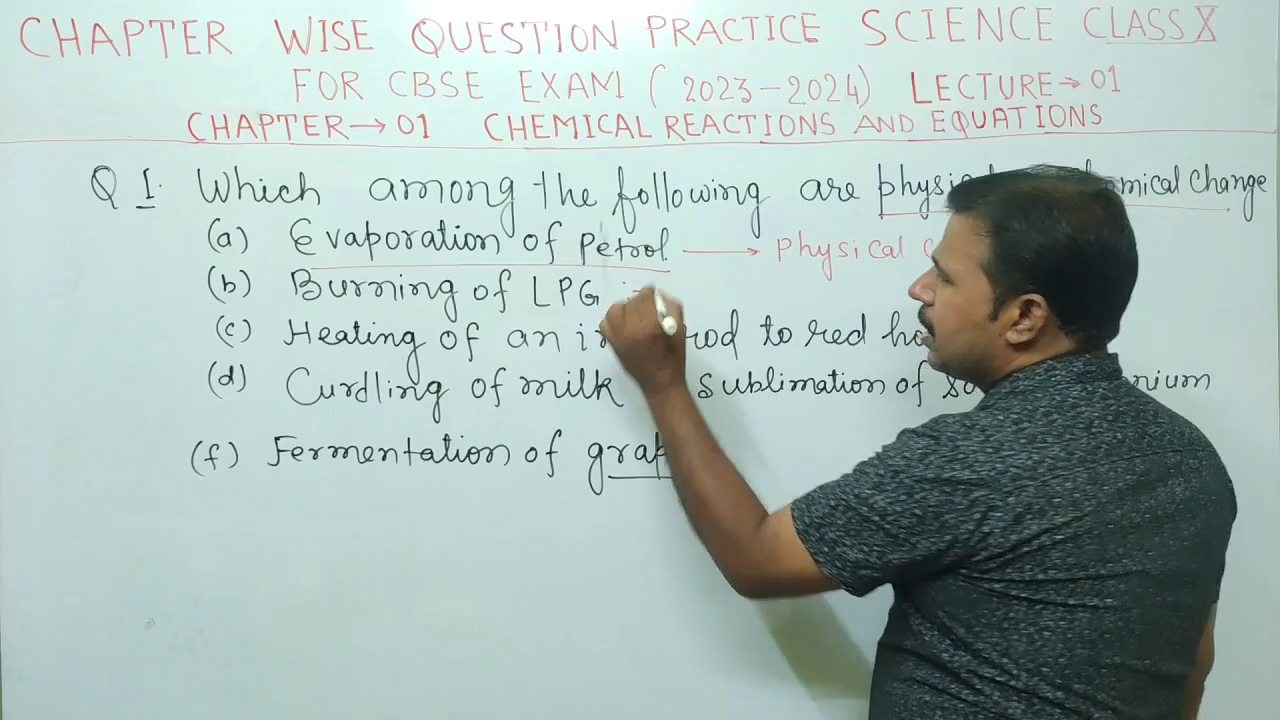 CHAPTER WISE QUESTION PRACTICE SCIENCE CLASS X
FOR CBSE EXAM (2023-2024) LECTURE→01
CHAPTER→01 CHEMICAL REACTIONS AND EQUATIONS
Q 1. Which among the following are change
(a) Evaporation of petrol → Physical
(b) Burning of LPG
(c) Heating of an rod to red
(d) Curdling of milk sublimation of
(f) Fermentation of